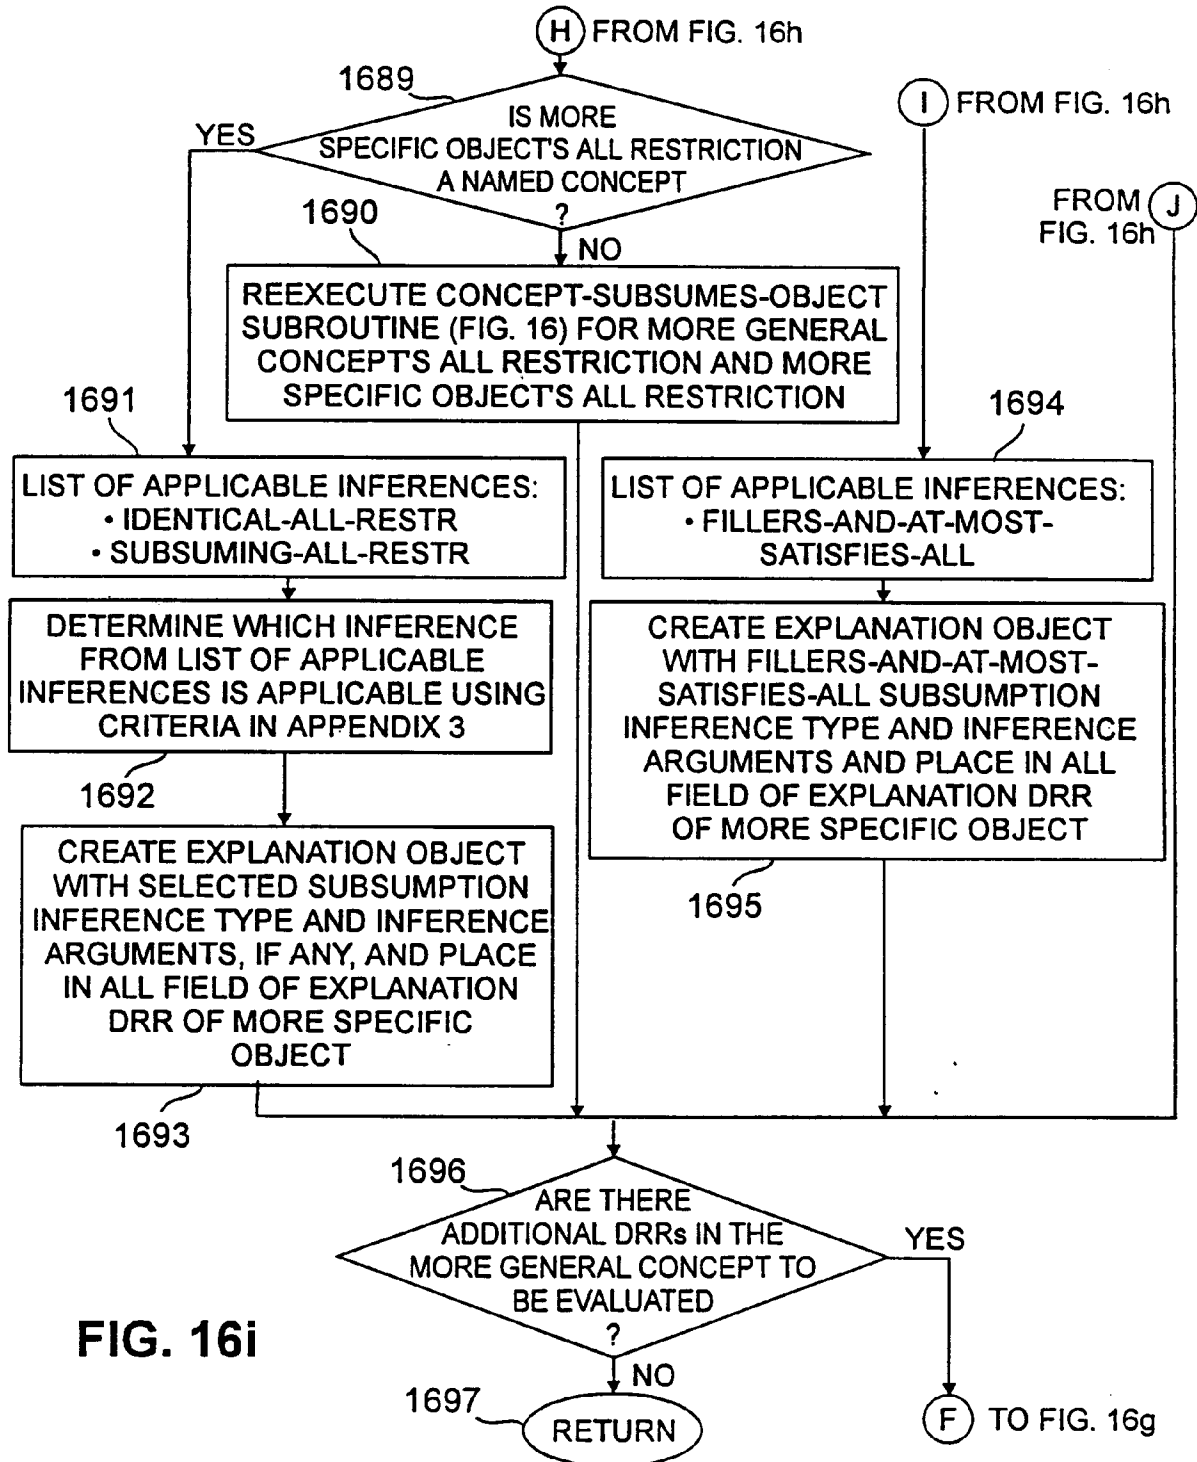 H FROM FIG. 16h
1689
IS MORE
SPECIFIC OBJECT'S ALL RESTRICTION
A NAMED CONCEPT
?
YES
NO
I FROM FIG. 16h
FROM J
FIG. 16h
1690
REEXECUTE CONCEPT-SUBSUMES-OBJECT
SUBROUTINE (FIG. 16) FOR MORE GENERAL
CONCEPT'S ALL RESTRICTION AND MORE
SPECIFIC OBJECT'S ALL RESTRICTION
1691
LIST OF APPLICABLE INFERENCES:
• IDENTICAL-ALL-RESTR
• SUBSUMING-ALL-RESTR
1694
LIST OF APPLICABLE INFERENCES:
• FILLERS-AND-AT-MOST-
SATISFIES-ALL
DETERMINE WHICH INFERENCE
FROM LIST OF APPLICABLE
INFERENCES IS APPLICABLE USING
CRITERIA IN APPENDIX 3
1692
CREATE EXPLANATION OBJECT
WITH FILLERS-AND-AT-MOST-
SATISFIES-ALL SUBSUMPTION
INFERENCE TYPE AND INFERENCE
ARGUMENTS AND PLACE IN ALL
FIELD OF EXPLANATION DRR
OF MORE SPECIFIC OBJECT
1695
CREATE EXPLANATION OBJECT
WITH SELECTED SUBSUMPTION
INFERENCE TYPE AND INFERENCE
ARGUMENTS, IF ANY, AND PLACE
IN ALL FIELD OF EXPLANATION
DRR OF MORE SPECIFIC
OBJECT
1693
1696
ARE THERE
ADDITIONAL DRRs IN THE
MORE GENERAL CONCEPT TO
BE EVALUATED
?
YES
NO
FIG. 16i
1697
RETURN
F TO FIG. 16g